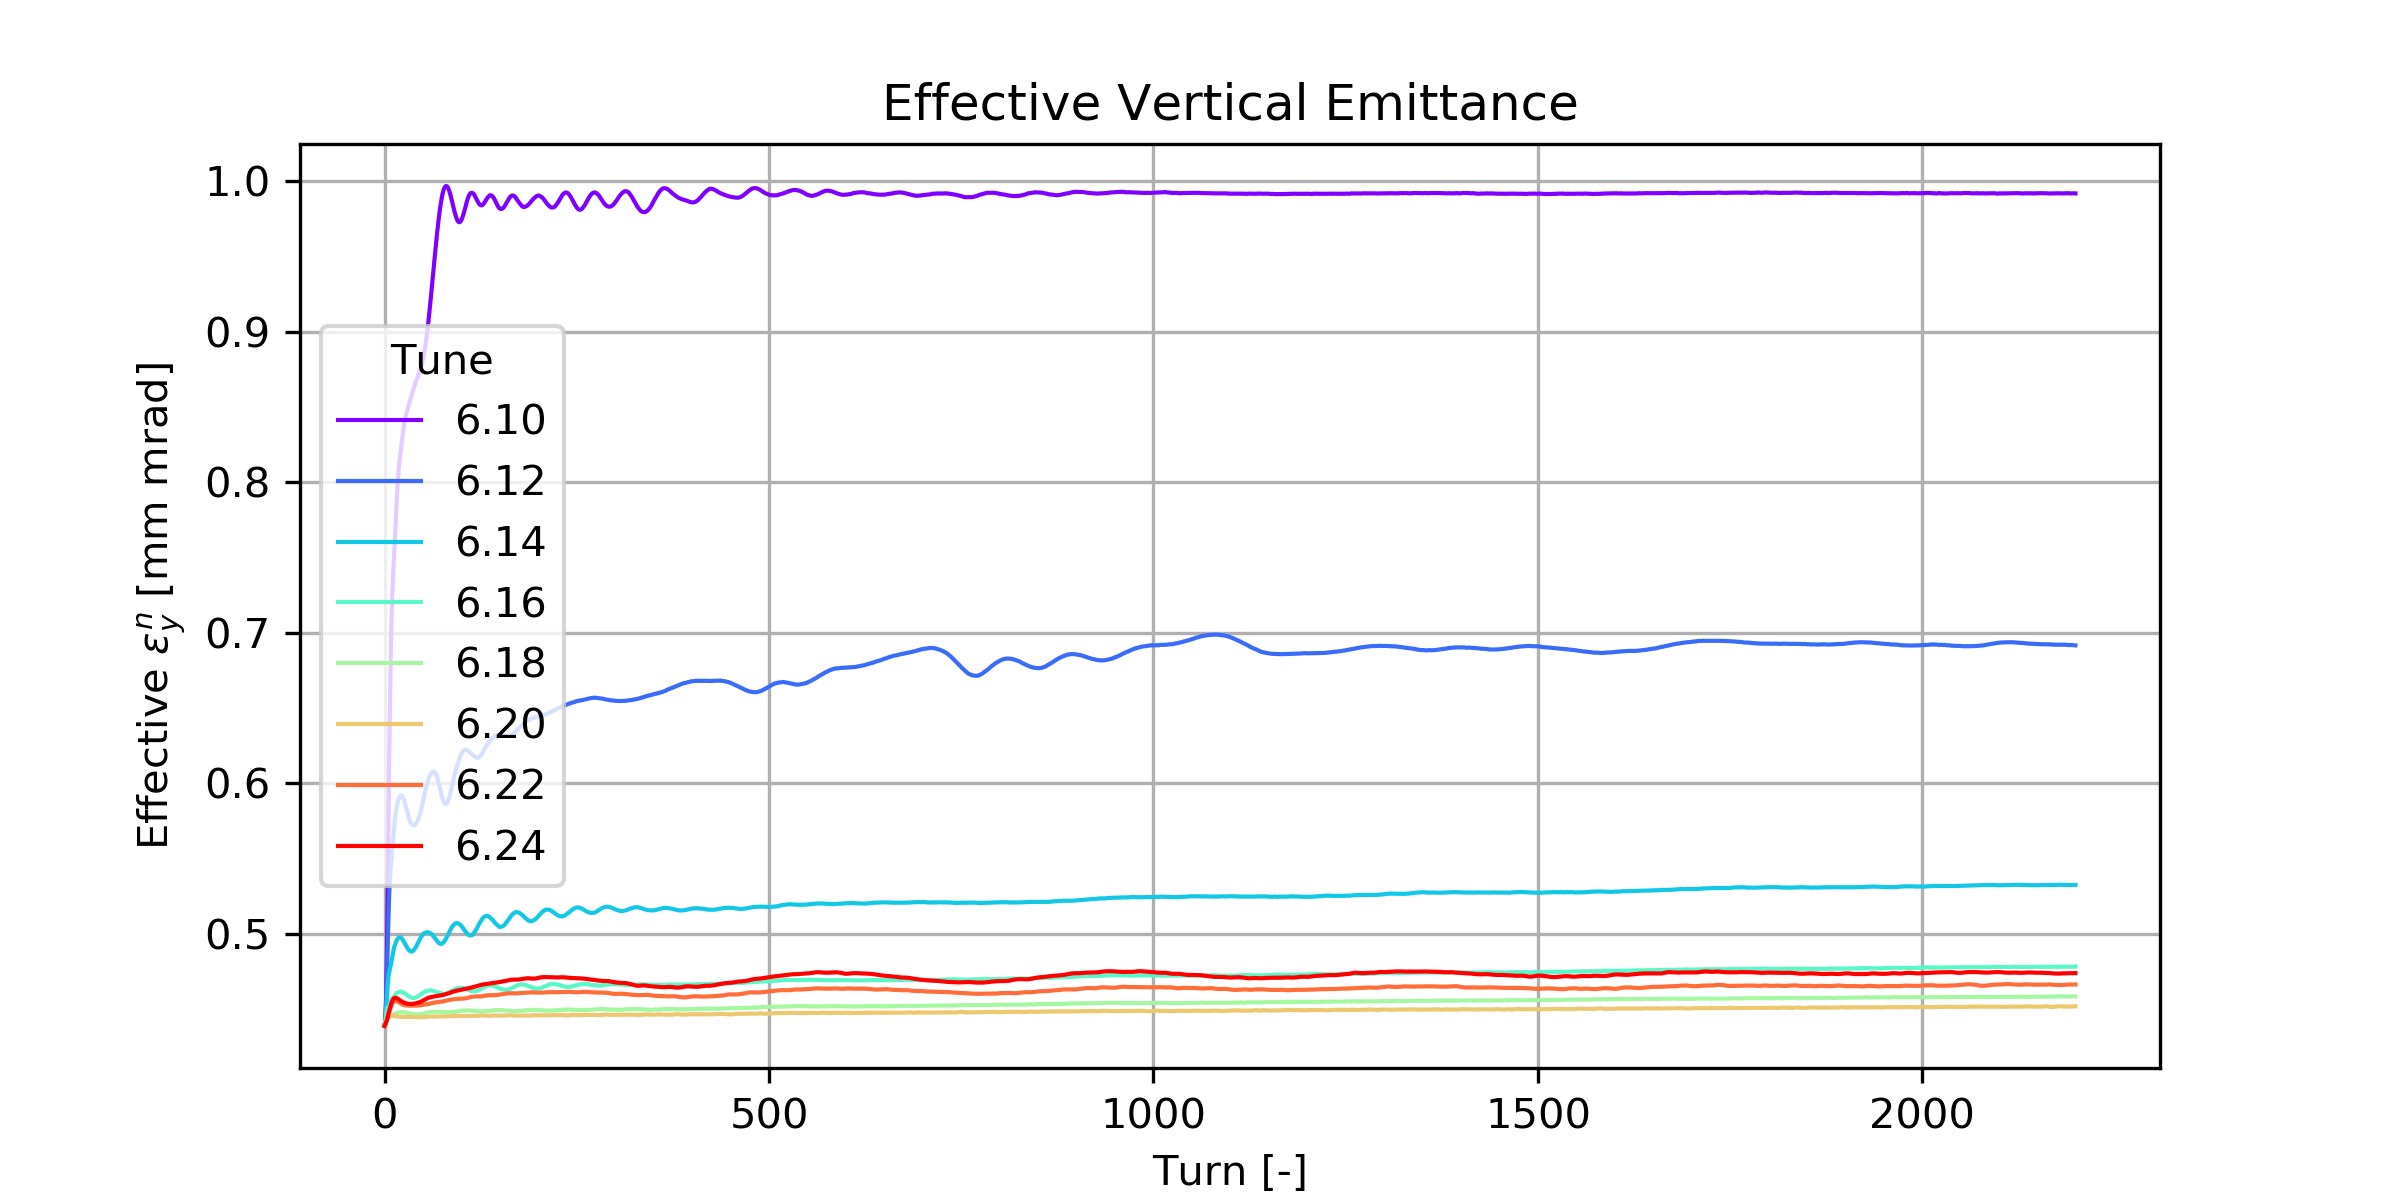 Effective Vertical Emittance
1.0
0.9
0.8
0.7
0.6
0.5
Effective εⁿᵧ [mm mrad]
Tune
6.10
6.12
6.14
6.16
6.18
6.20
6.22
6.24
0 500 1000 1500 2000
Turn [-]